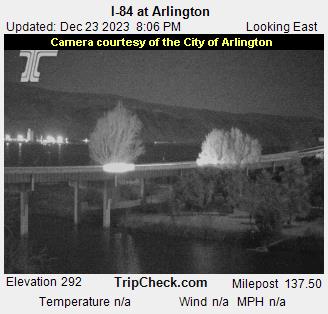 I-84 at Arlington
Updated: Dec 23 2023 8:06 PM Looking East
Camera courtesy of the City of Arlington
Elevation 292 TripCheck.com Milepost 137.50
Temperature n/a Wind n/a MPH n/a